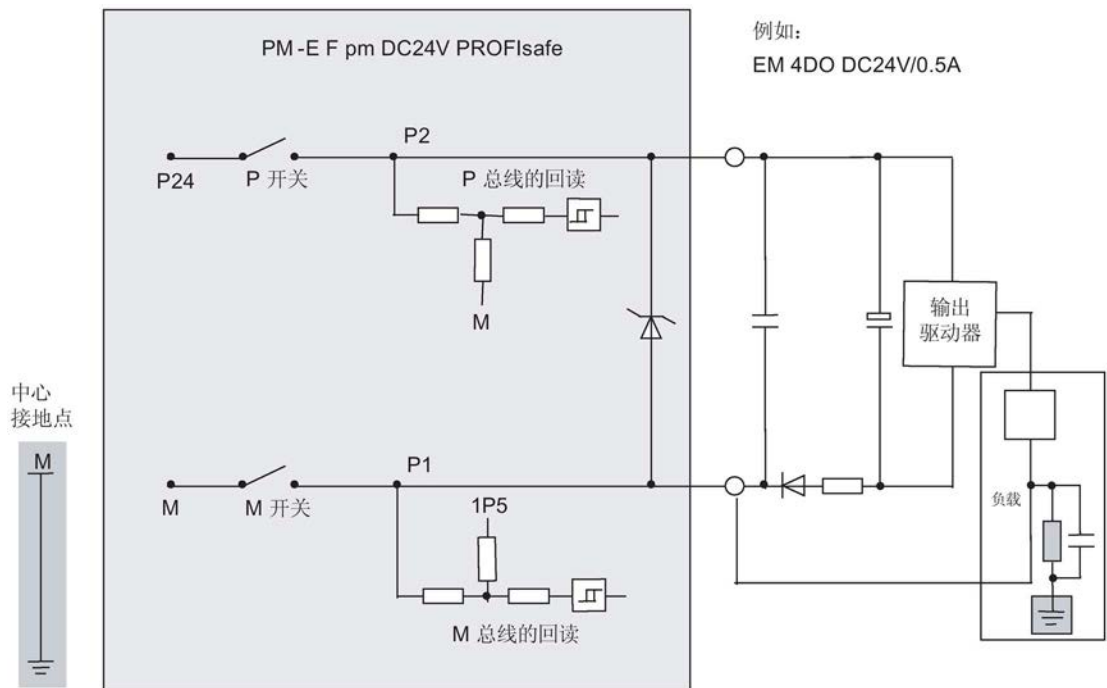 PM -E F pm DC24V PROFIsafe
例如：
EM 4DO DC24V/0.5A
P2
P24
P 开关
P 总线的回读
M
输出
驱动器
中心
接地点
M
P1
M
M 开关
1P5
负载
M 总线的回读